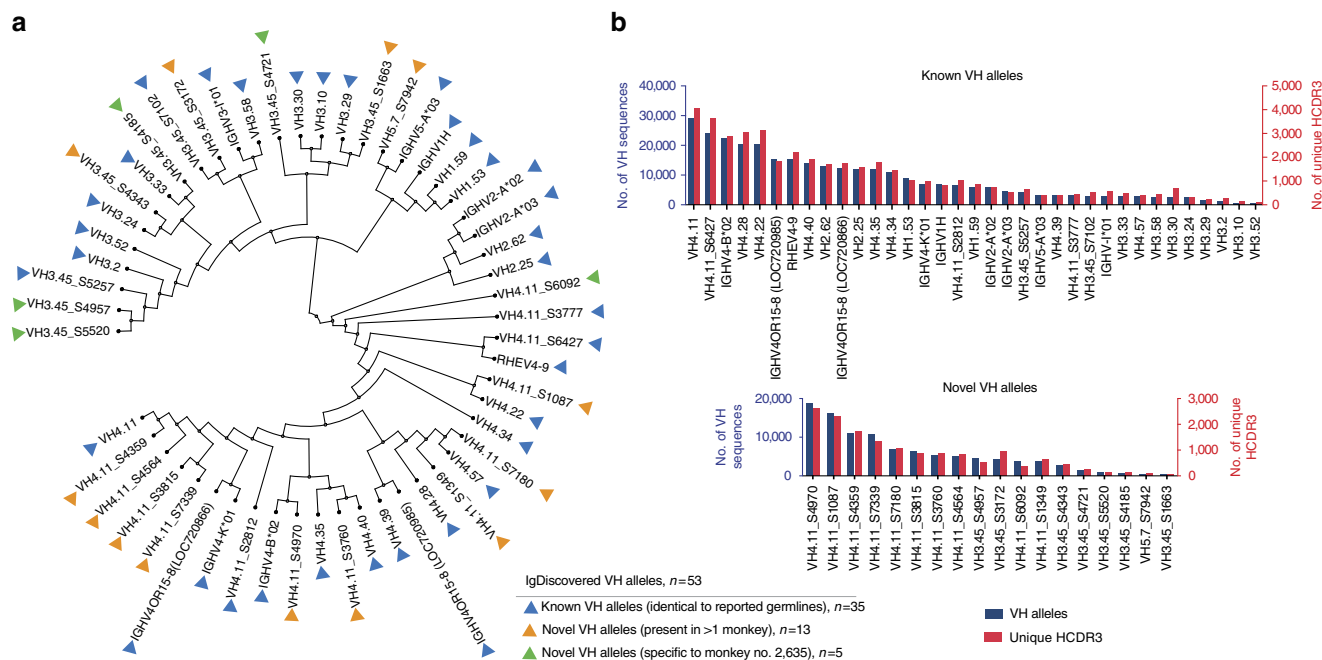 a
VH3.45_S4721
VH3.30
VH3.10
VH3.29
VH3.45_S1663
VH5.7_S7942
IGHV5-A*03
IGHV1H
VH1.59
VH1.53
IGHV2-A*02
IGHV2-A*03
VH2.62
VH2.25
VH4.11_S6092
VH4.11_S3777
VH4.11_S6427
RHEV4-9
VH4.11_S1087
VH4.22
VH4.34
VH4.11_S7180
VH4.57
VH4.11_S1349
VH4.28
IGHV4OR15-8 (LOC720985)
VH4.39
VH4.40
VH4.11_S3760
VH4.35
VH4.11_S4970
IGHV4-B*02
VH4.11_S2812
IGHV4-K*01
IGHV4OR15-8(LOC720866)
VH4.11_S7339
VH4.11_S3815
VH4.11_S4564
VH4.11_S4359
VH4.11
VH3.45_S5520
VH3.45_S4957
VH3.45_S5257
VH3.2
VH3.52
VH3.24
VH3.45_S4343
VH3.33
VH3.45_S4185
VH3.45_S7102
VH3.45_S3172
IGHV3-I*01
VH3.58
IgDiscovered VH alleles, n=53
Known VH alleles (identical to reported germlines), n=35
Novel VH alleles (present in >1 monkey), n=13
Novel VH alleles (specific to monkey no. 2,635), n=5
b
Known VH alleles
No. of VH sequences
40,000
30,000
20,000
10,000
0
5,000
4,000
3,000
2,000
1,000
0
No. of unique HCDR3
VH4.11
VH4.11_S6427
IGHV4-B*02
VH4.28
VH4.22
IGHV4OR15-8 (LOC720985)
RHEV4-9
VH4.40
VH2.62
IGHV4OR15-8 (LOC720866)
VH2.25
VH4.35
VH4.34
VH1.53
IGHV4-K*01
IGHV1H
VH4.11_S2812
VH1.59
IGHV2-A*02
IGHV2-A*03
VH3.45_S5257
IGHV5-A*03
VH4.39
VH4.11_S3777
VH3.45_S7102
IGHV-I*01
VH3.33
VH4.57
VH3.58
VH3.30
VH3.24
VH3.29
VH3.2
VH3.10
VH3.52
Novel VH alleles
No. of VH
sequences
20,000
10,000
0
3,000
2,000
1,000
0
No. of unique
HCDR3
VH4.11_S4970
VH4.11_S1087
VH4.11_S4359
VH4.11_S7339
VH4.11_S7180
VH4.11_S3815
VH4.11_S3760
VH4.11_S4564
VH3.45_S4957
VH3.45_S3172
VH4.11_S6092
VH4.11_S1349
VH3.45_S4343
VH3.45_S4721
VH3.45_S5520
VH3.45_S4185
VH5.7_S7942
VH3.45_S1663
VH alleles
Unique HCDR3